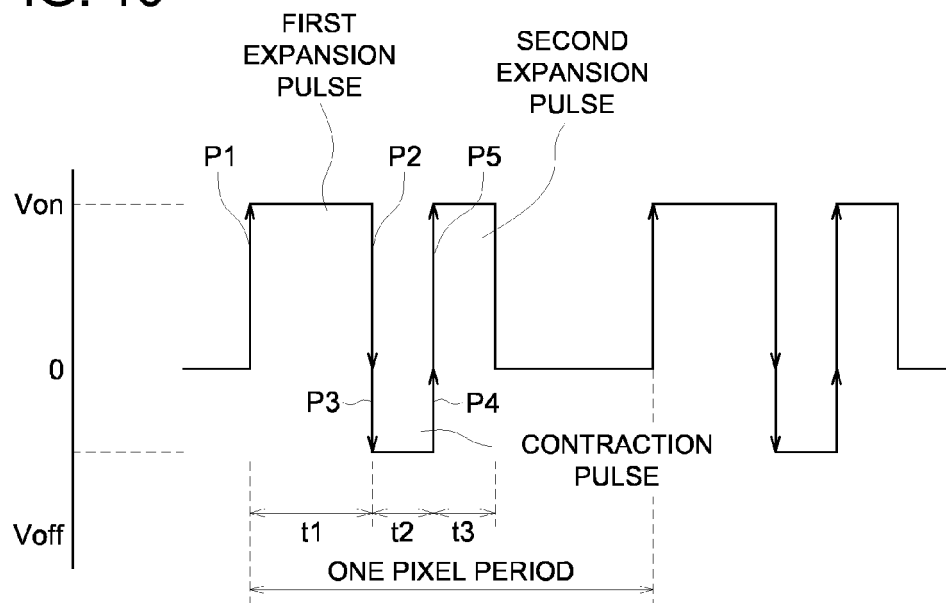 FIRST
EXPANSION
PULSE
SECOND
EXPANSION
PULSE
P1
P2
P5
Von
0
P3
P4
CONTRACTION
PULSE
t1
t2
t3
Voff
ONE PIXEL PERIOD